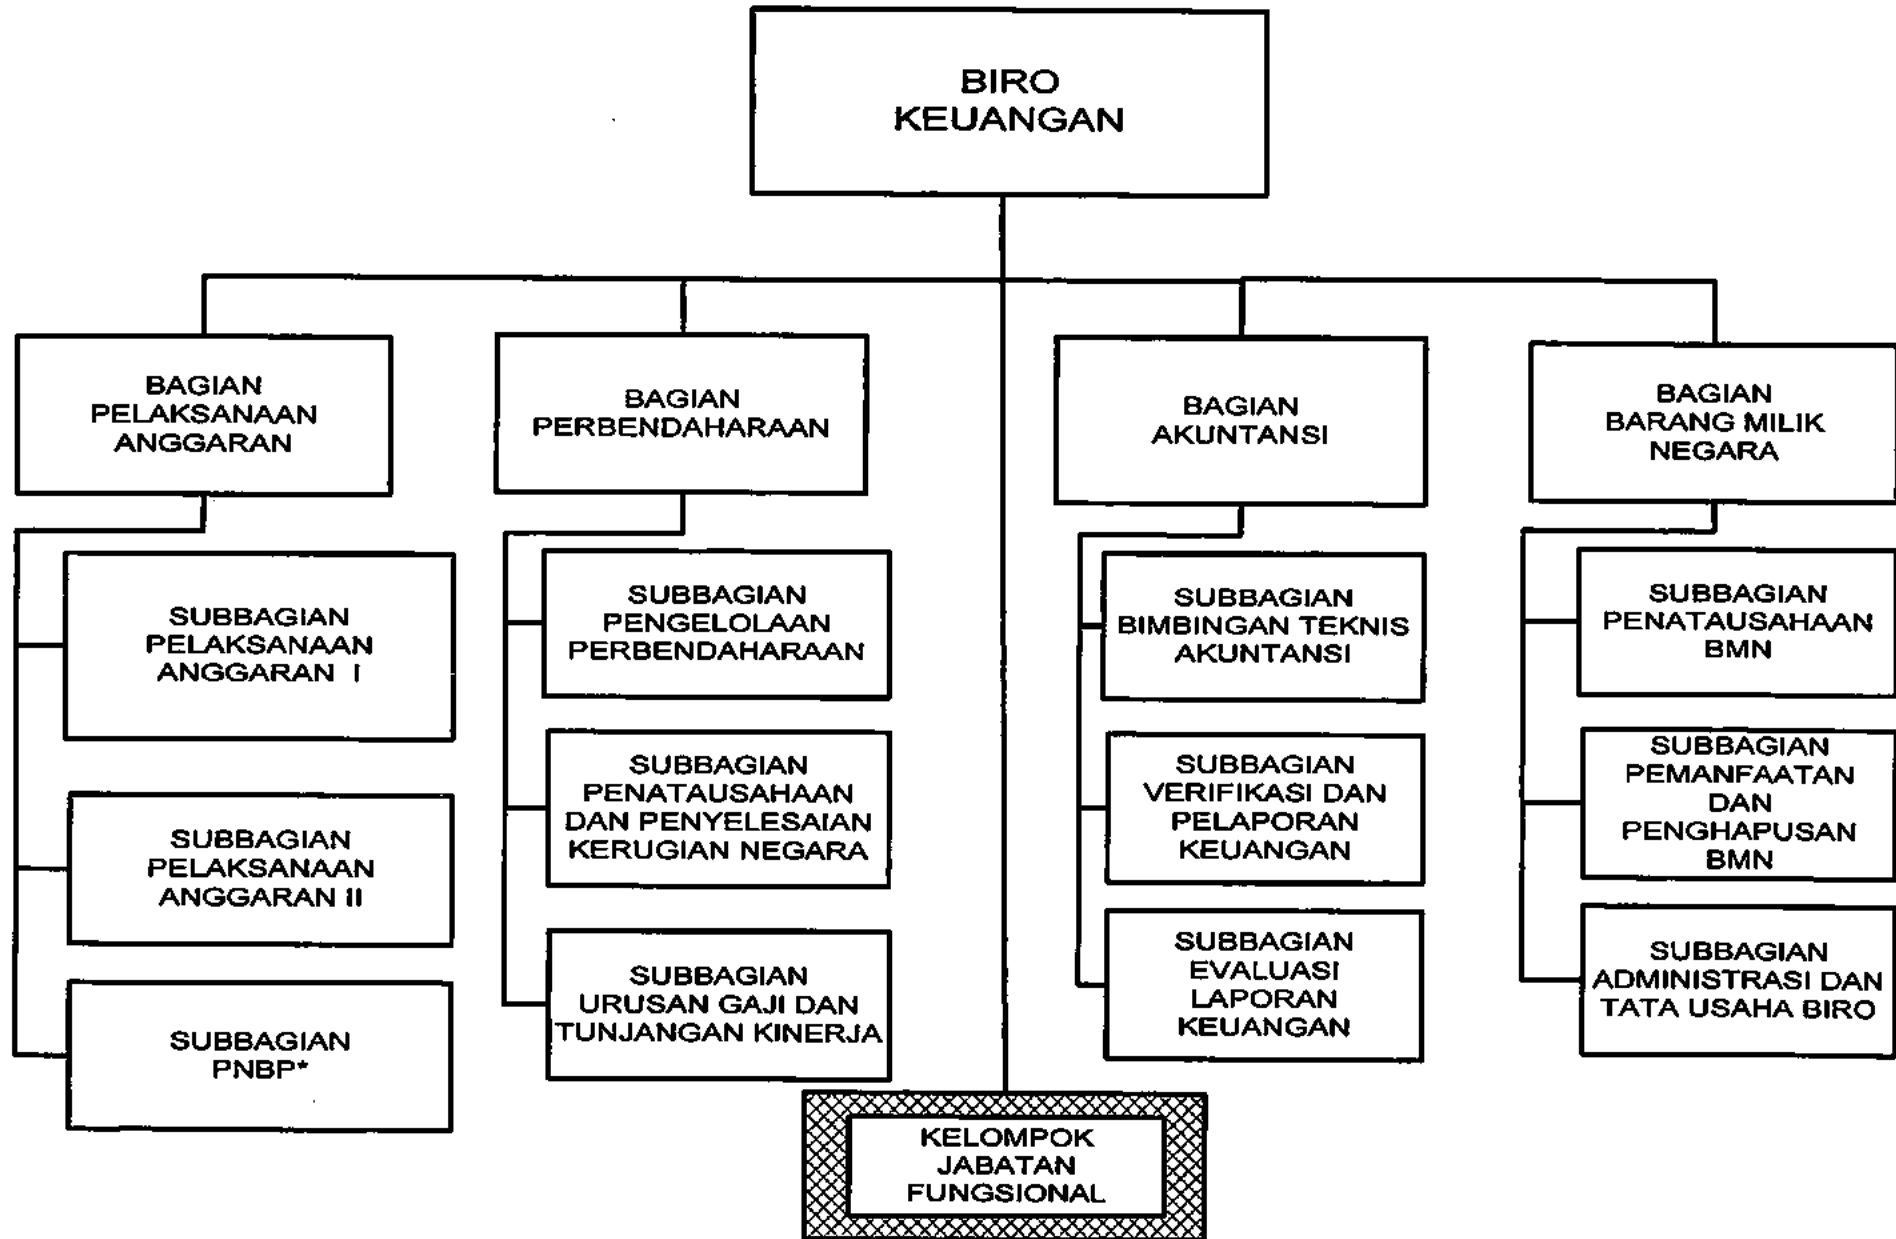 BIRO
KEUANGAN
BAGIAN
PELAKSANAAN
ANGGARAN
BAGIAN
PERBENDAHARAAN
BAGIAN
AKUNTANSI
BAGIAN
BARANG MILIK
NEGARA
SUBBAGIAN
PELAKSANAAN
ANGGARAN I
SUBBAGIAN
PELAKSANAAN
ANGGARAN II
SUBBAGIAN
PNBP*
SUBBAGIAN
PENGELOLAAN
PERBENDAHARAAN
SUBBAGIAN
PENATAUSAHAAN
DAN PENYELESAIAN
KERUGIAN NEGARA
SUBBAGIAN
URUSAN GAJI DAN
TUNJANGAN KINERJA
SUBBAGIAN
BIMBINGAN TEKNIS
AKUNTANSI
SUBBAGIAN
VERIFIKASI DAN
PELAPORAN
KEUANGAN
SUBBAGIAN
EVALUASI
LAPORAN
KEUANGAN
SUBBAGIAN
PENATAUSAHAAN
BMN
SUBBAGIAN
PEMANFAATAN
DAN
PENGHAPUSAN
BMN
SUBBAGIAN
ADMINISTRASI DAN
TATA USAHA BIRO
KELOMPOK
JABATAN
FUNGSIONAL